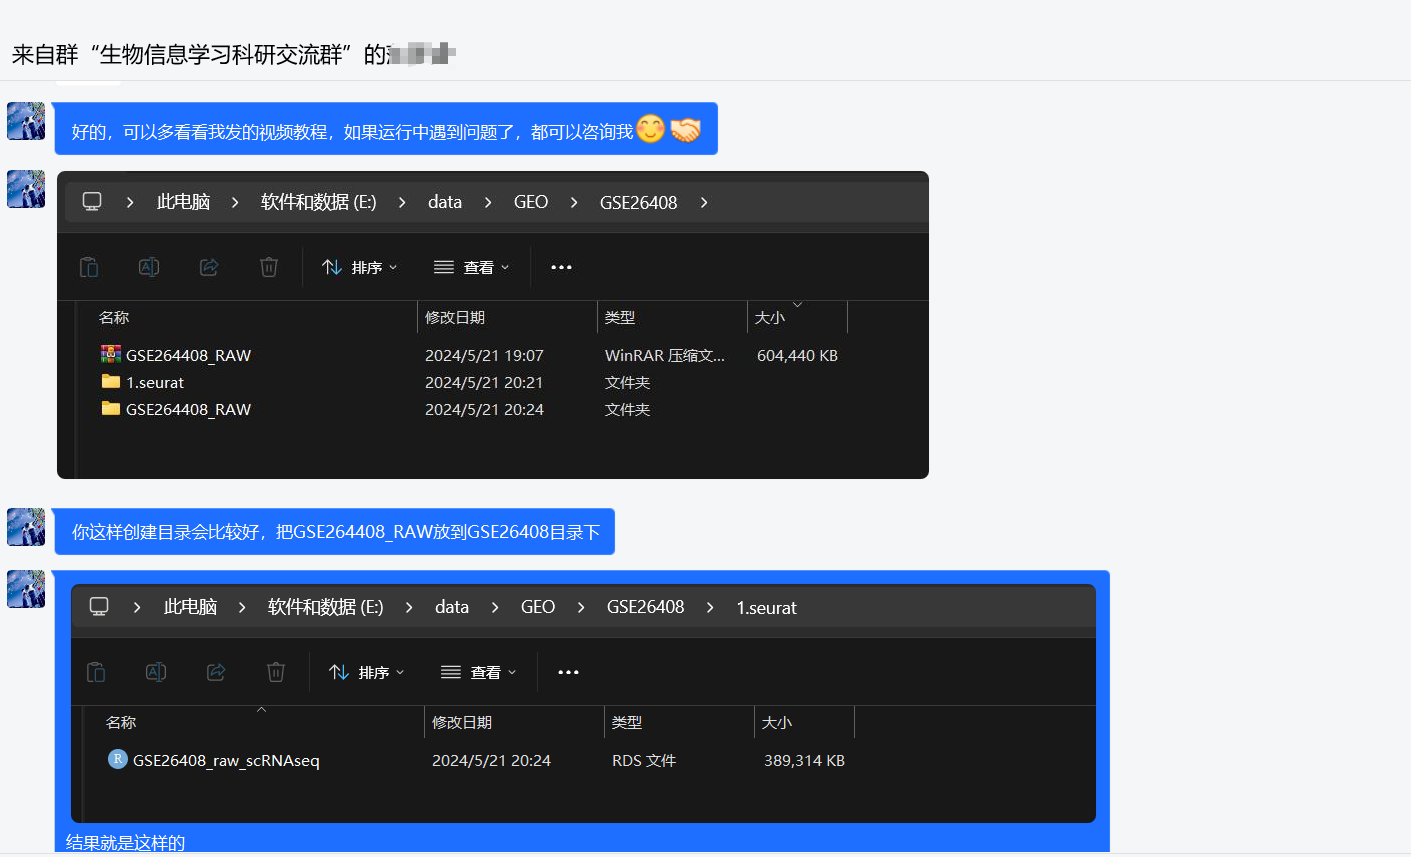 来自群“生物信息学习科研交流群”的
好的，可以多看看我发的视频教程，如果运行中遇到问题了，都可以咨询我
此电脑 > 软件和数据 (E:) > data > GEO > GSE26408 >
排序 查看
名称 修改日期 类型 大小
GSE264408_RAW 2024/5/21 19:07 WinRAR 压缩文... 604,440 KB
1.seurat 2024/5/21 20:21 文件夹
GSE264408_RAW 2024/5/21 20:24 文件夹
你这样创建目录会比较好，把GSE264408_RAW放到GSE26408目录下
此电脑 > 软件和数据 (E:) > data > GEO > GSE26408 > 1.seurat
排序 查看
名称 修改日期 类型 大小
GSE26408_raw_scRNAseq 2024/5/21 20:24 RDS 文件 389,314 KB
结果就是这样的